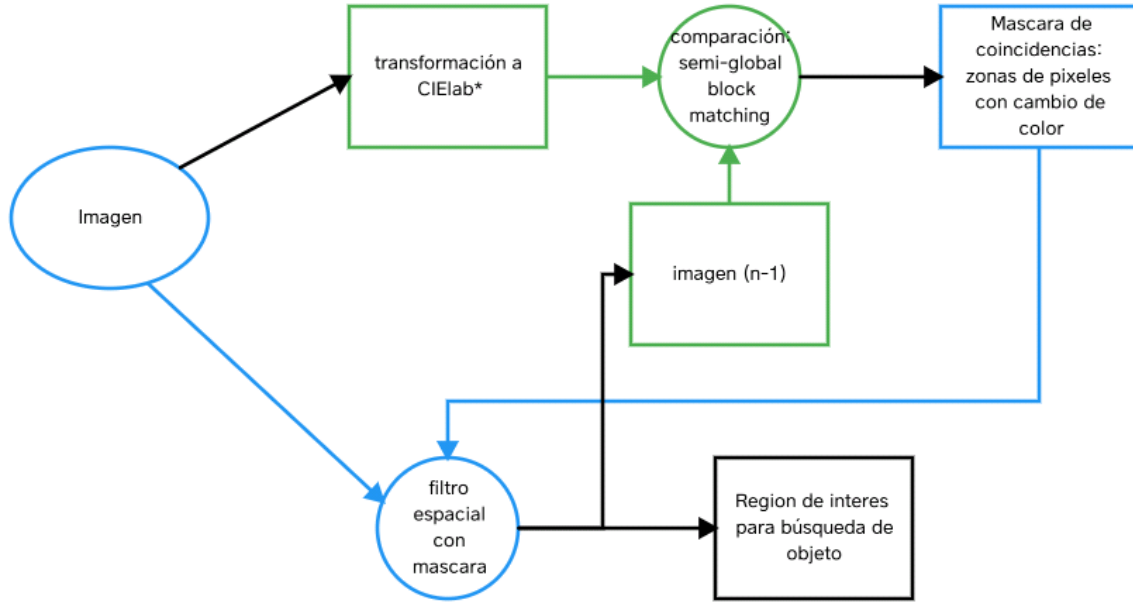 transformación a
CIElab*
comparación:
semi-global
block
matching
Mascara de
coincidencias:
zonas de pixeles
con cambio de
color
Imagen
imagen (n-1)
filtro
espacial
con
mascara
Region de interes
para búsqueda de
objeto